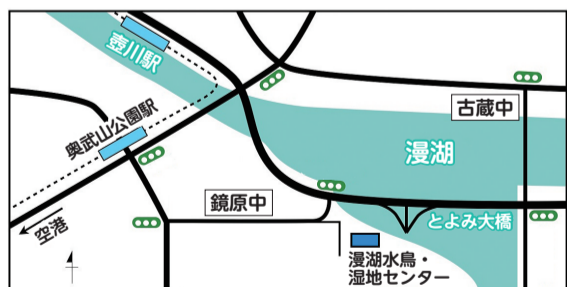 壺川駅
古蔵中
奥武山公園駅
漫湖
鏡原中
とよみ大橋
空港
漫湖水鳥・
湿地センター